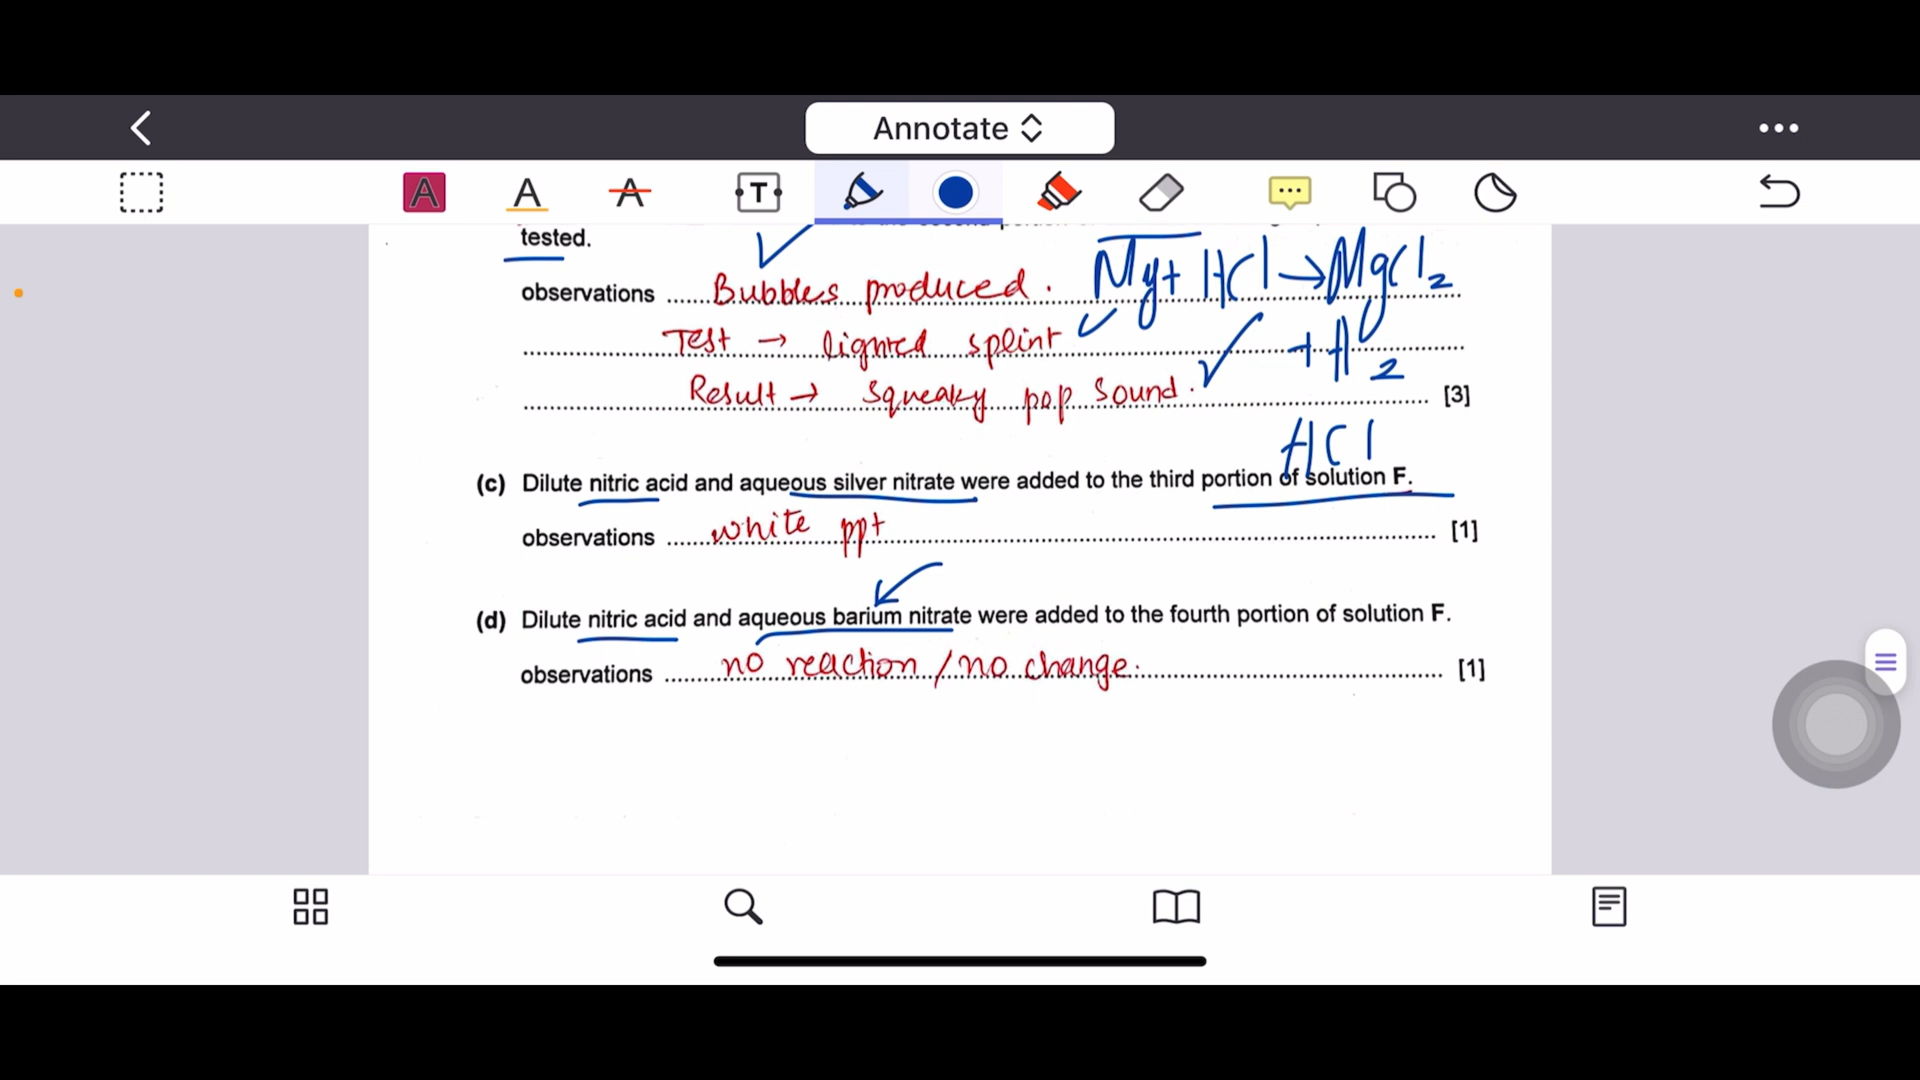 Annotate
A A A T
tested.
Mg + HCl → MgCl2
observations Bubbles produced.
Test → lighted splint
+ H2
Result → Squeaky pop sound.
[3]
HCl
(c) Dilute nitric acid and aqueous silver nitrate were added to the third portion of solution F.
observations white ppt [1]
(d) Dilute nitric acid and aqueous barium nitrate were added to the fourth portion of solution F.
observations no reaction / no change. [1]